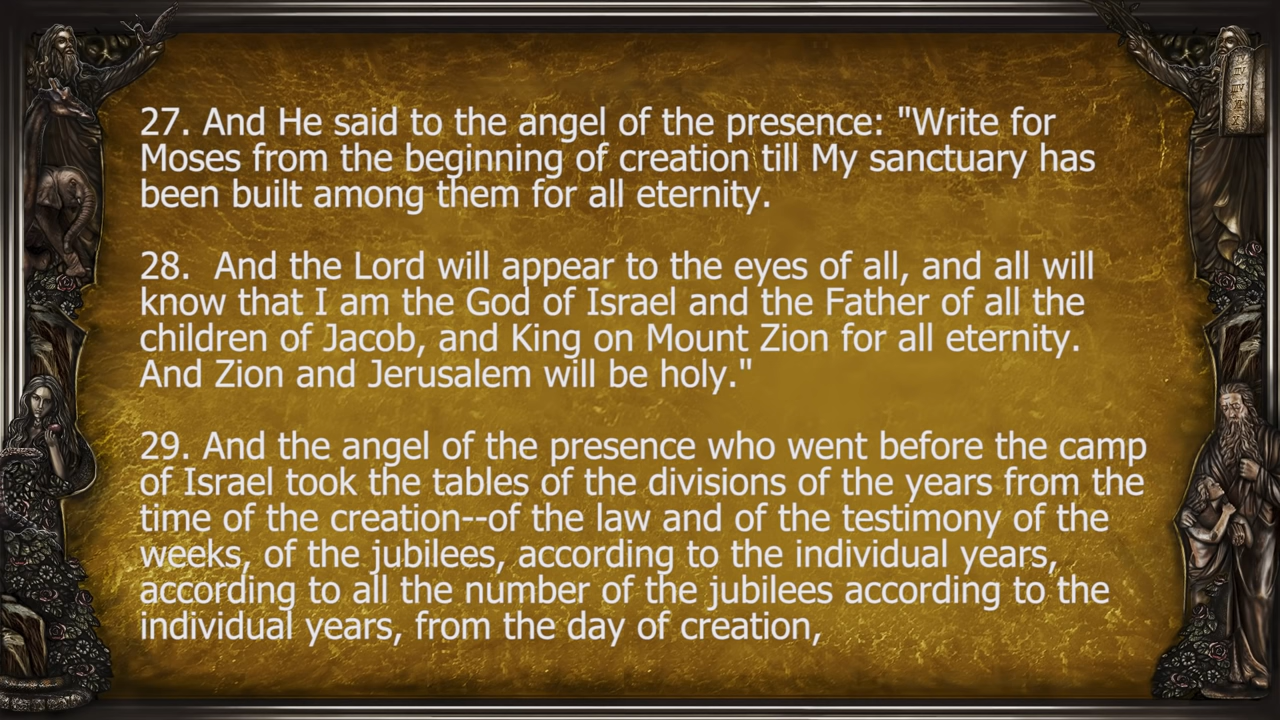 27. And He said to the angel of the presence: "Write for
Moses from the beginning of creation till My sanctuary has
been built among them for all eternity.
28.  And the Lord will appear to the eyes of all, and all will
know that I am the God of Israel and the Father of all the
children of Jacob, and King on Mount Zion for all eternity.
And Zion and Jerusalem will be holy."
29. And the angel of the presence who went before the camp
of Israel took the tables of the divisions of the years from the
time of the creation--of the law and of the testimony of the
weeks, of the jubilees, according to the individual years,
according to all the number of the jubilees according to the
individual years, from the day of creation,